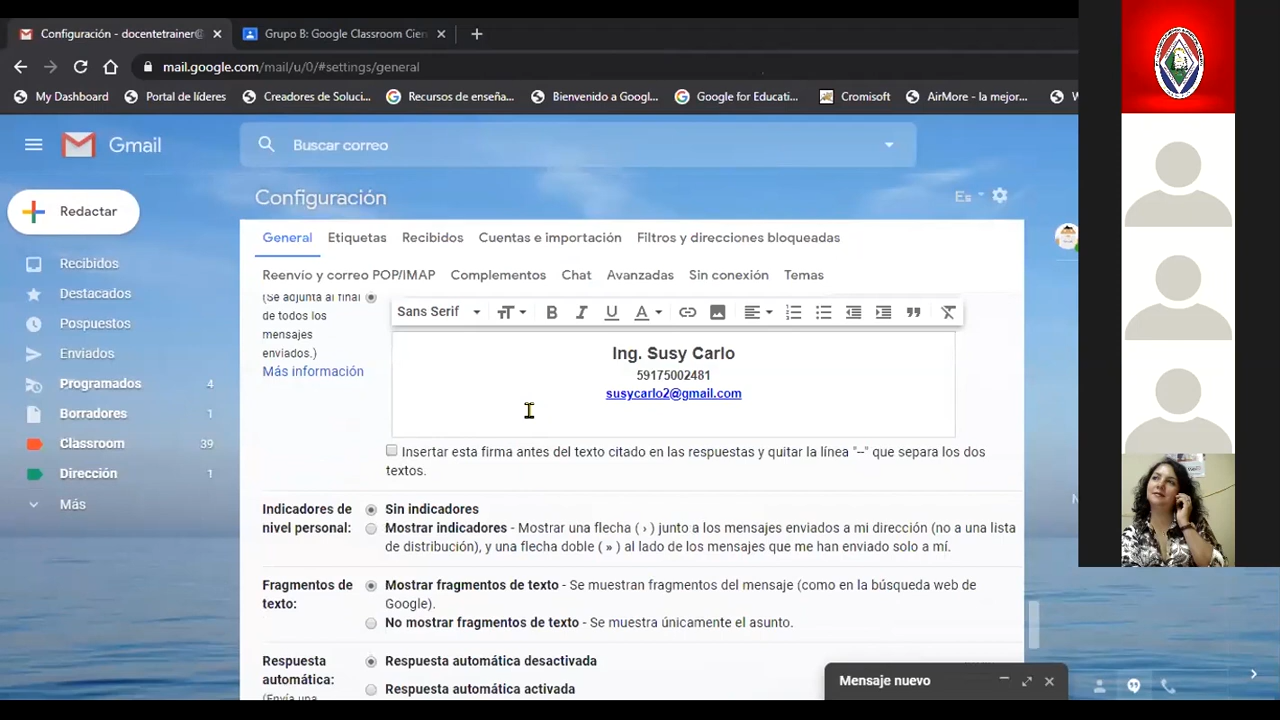 Configuración - docentetrainer@
Grupo B: Google Classroom Cien
mail.google.com/mail/u/0/#settings/general
My Dashboard
Portal de líderes
Creadores de Soluci...
Recursos de enseña...
Bienvenido a Googl...
Google for Educati...
Cromisoft
AirMore - la mejor...
Gmail
Buscar correo
Redactar
Configuración
Es
Recibidos
Destacados
Pospuestos
Enviados
Programados 4
Borradores 1
Classroom 39
Dirección 1
Más
General Etiquetas Recibidos Cuentas e importación Filtros y direcciones bloqueadas
Reenvío y correo POP/IMAP Complementos Chat Avanzadas Sin conexión Temas
(Se adjunta al final
de todos los
mensajes
enviados.)
Más información
Sans Serif
Ing. Susy Carlo
59175002481
susycarlo2@gmail.com
Insertar esta firma antes del texto citado en las respuestas y quitar la línea "--" que separa los dos
textos.
Indicadores de
nivel personal:
Sin indicadores
Mostrar indicadores - Mostrar una flecha ( › ) junto a los mensajes enviados a mi dirección (no a una lista
de distribución), y una flecha doble ( » ) al lado de los mensajes que me han enviado solo a mí.
Fragmentos de
texto:
Mostrar fragmentos de texto - Se muestran fragmentos del mensaje (como en la búsqueda web de
Google).
No mostrar fragmentos de texto - Se muestra únicamente el asunto.
Respuesta
automática:
(Envía una
Respuesta automática desactivada
Respuesta automática activada
Mensaje nuevo